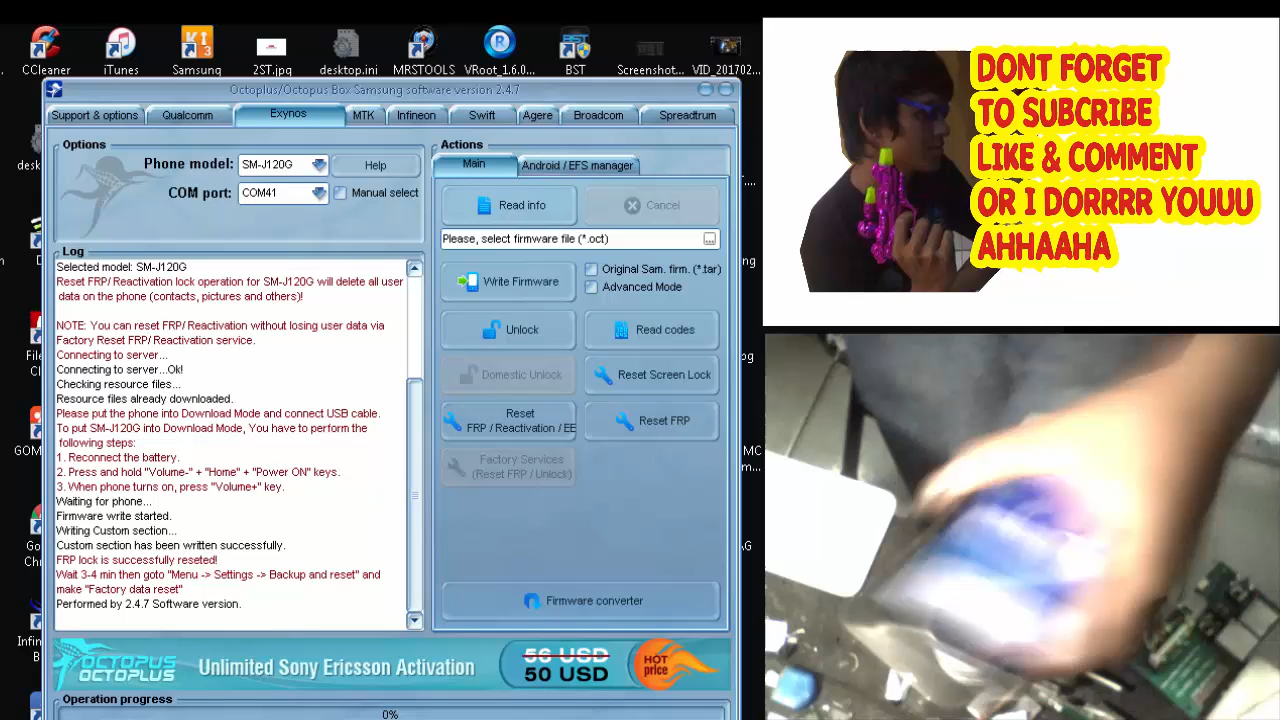 CCleaner
iTunes
Samsunq
2ST.jpq
desktop.ini
MRSTOOLS
VRoot_1.6.0...
BST
Screenshot...
VID_201702...
Octoplus/Octopus Box Samsung software version 2.4.7
Support & options
Qualcomm
Exynos
MTK
Infineon
Swift
Agere
Broadcom
Spreadtrum
Options
Phone model:
SM-J120G
Help
COM port:
COM41
Manual select
Log
Selected model: SM-J120G
Reset FRP/ Reactivation lock operation for SM-J120G will delete all user
data on the phone (contacts, pictures and others)!
NOTE: You can reset FRP/ Reactivation without losing user data via
Factory Reset FRP/ Reactivation service.
Connecting to server...
Connecting to server...Ok!
Checking resource files...
Resource files already downloaded.
Please put the phone into Download Mode and connect USB cable.
To put SM-J120G into Download Mode, You have to perform the
following steps:
1. Reconnect the battery.
2. Press and hold "Volume-" + "Home" + "Power ON" keys.
3. When phone turns on, press "Volume+" key.
Waiting for phone...
Firmware write started.
Writing Custom section...
Custom section has been written successfully.
FRP lock is successfully reseted!
Wait 3-4 min then goto "Menu -> Settings -> Backup and reset" and
make "Factory data reset"
Performed by 2.4.7 Software version.
Actions
Main
Android / EFS manager
Read info
Cancel
Please, select firmware file (*.oct)
...
Write Firmware
Original Sam. firm. (*.tar)
Advanced Mode
Unlock
Read codes
Domestic Unlock
Reset Screen Lock
Reset
FRP / Reactivation / EE
Reset FRP
Factory Services
(Reset FRP / Unlock)
Firmware converter
OCTOPUS
OCTOPLUS
Unlimited Sony Ericsson Activation
56 USD
50 USD
HOT
price
Operation progress
0%
DONT FORGET
TO SUBCRIBE
LIKE & COMMENT
OR I DORRRR YOUUU
AHHAAHA